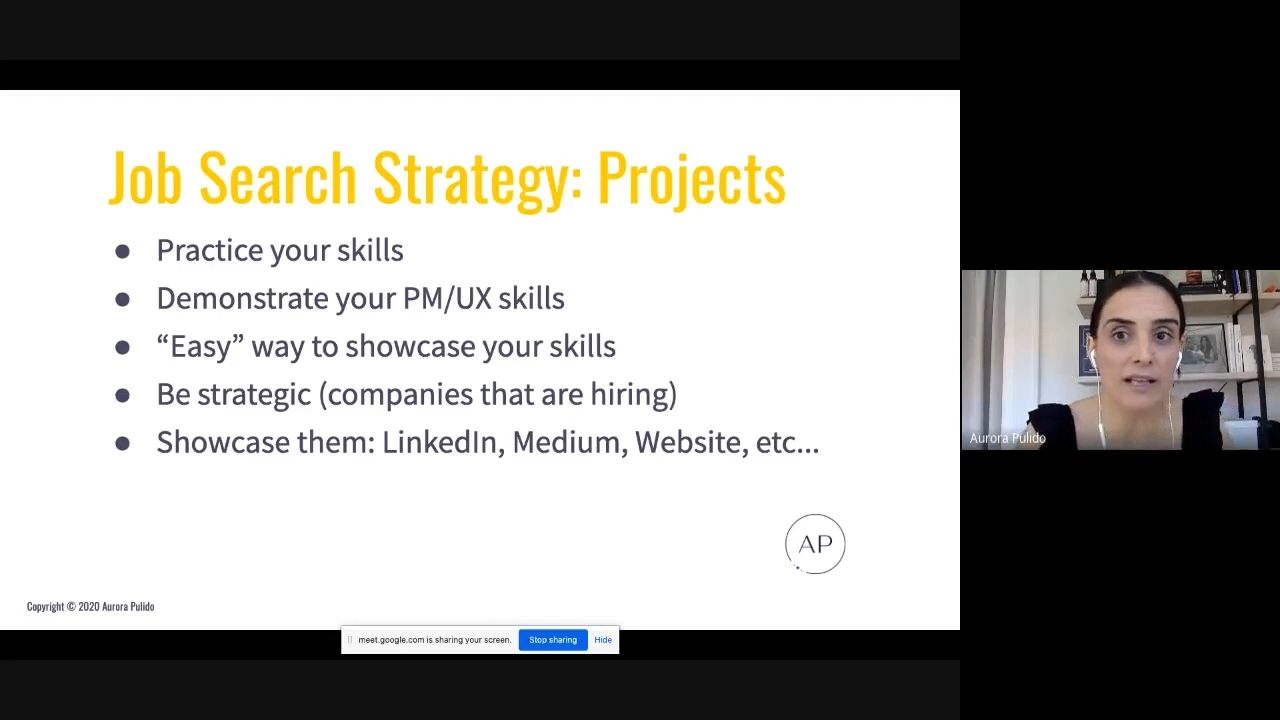 Job Search Strategy: Projects
● Practice your skills
● Demonstrate your PM/UX skills
● “Easy” way to showcase your skills
● Be strategic (companies that are hiring)
● Showcase them: LinkedIn, Medium, Website, etc...
Aurora Pulido
AP
Copyright © 2020 Aurora Pulido
meet.google.com is sharing your screen. Stop sharing Hide